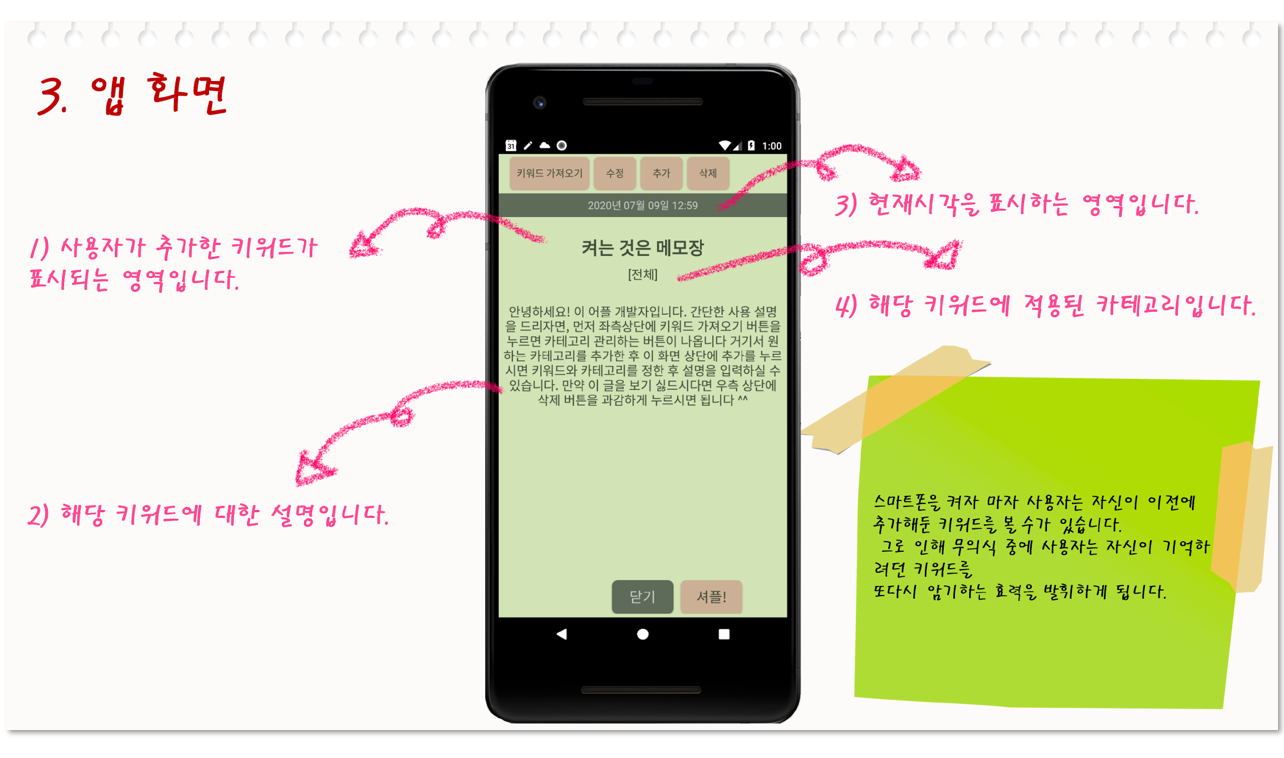 3. 앱 화면
31
1:00
키워드 가져오기 수정 추가 삭제
2020년 07월 09일 12:59
켜는 것은 메모장
[전체]
안녕하세요! 이 어플 개발자입니다. 간단한 사용 설명
을 드리자면, 먼저 좌측상단에 키워드 가져오기 버튼을
누르면 카테고리 관리하는 버튼이 나옵니다 거기서 원
하는 카테고리를 추가한 후 이 화면 상단에 추가를 누르
시면 키워드와 카테고리를 정한 후 설명을 입력하실 수
있습니다. 만약 이 글을 보기 싫드시다면 우측 상단에
삭제 버튼을 과감하게 누르시면 됩니다 ^^
닫기 셔플!
1) 사용자가 추가한 키워드가
표시되는 영역입니다.
2) 해당 키워드에 대한 설명입니다.
3) 현재시각을 표시하는 영역입니다.
4) 해당 키워드에 적용된 카테고리입니다.
스마트폰을 켜자 마자 사용자는 자신이 이전에
추가해둔 키워드를 볼 수가 있습니다.
그로 인해 무의식 중에 사용자는 자신이 기억하
려던 키워드를
또다시 암기하는 효력을 발휘하게 됩니다.